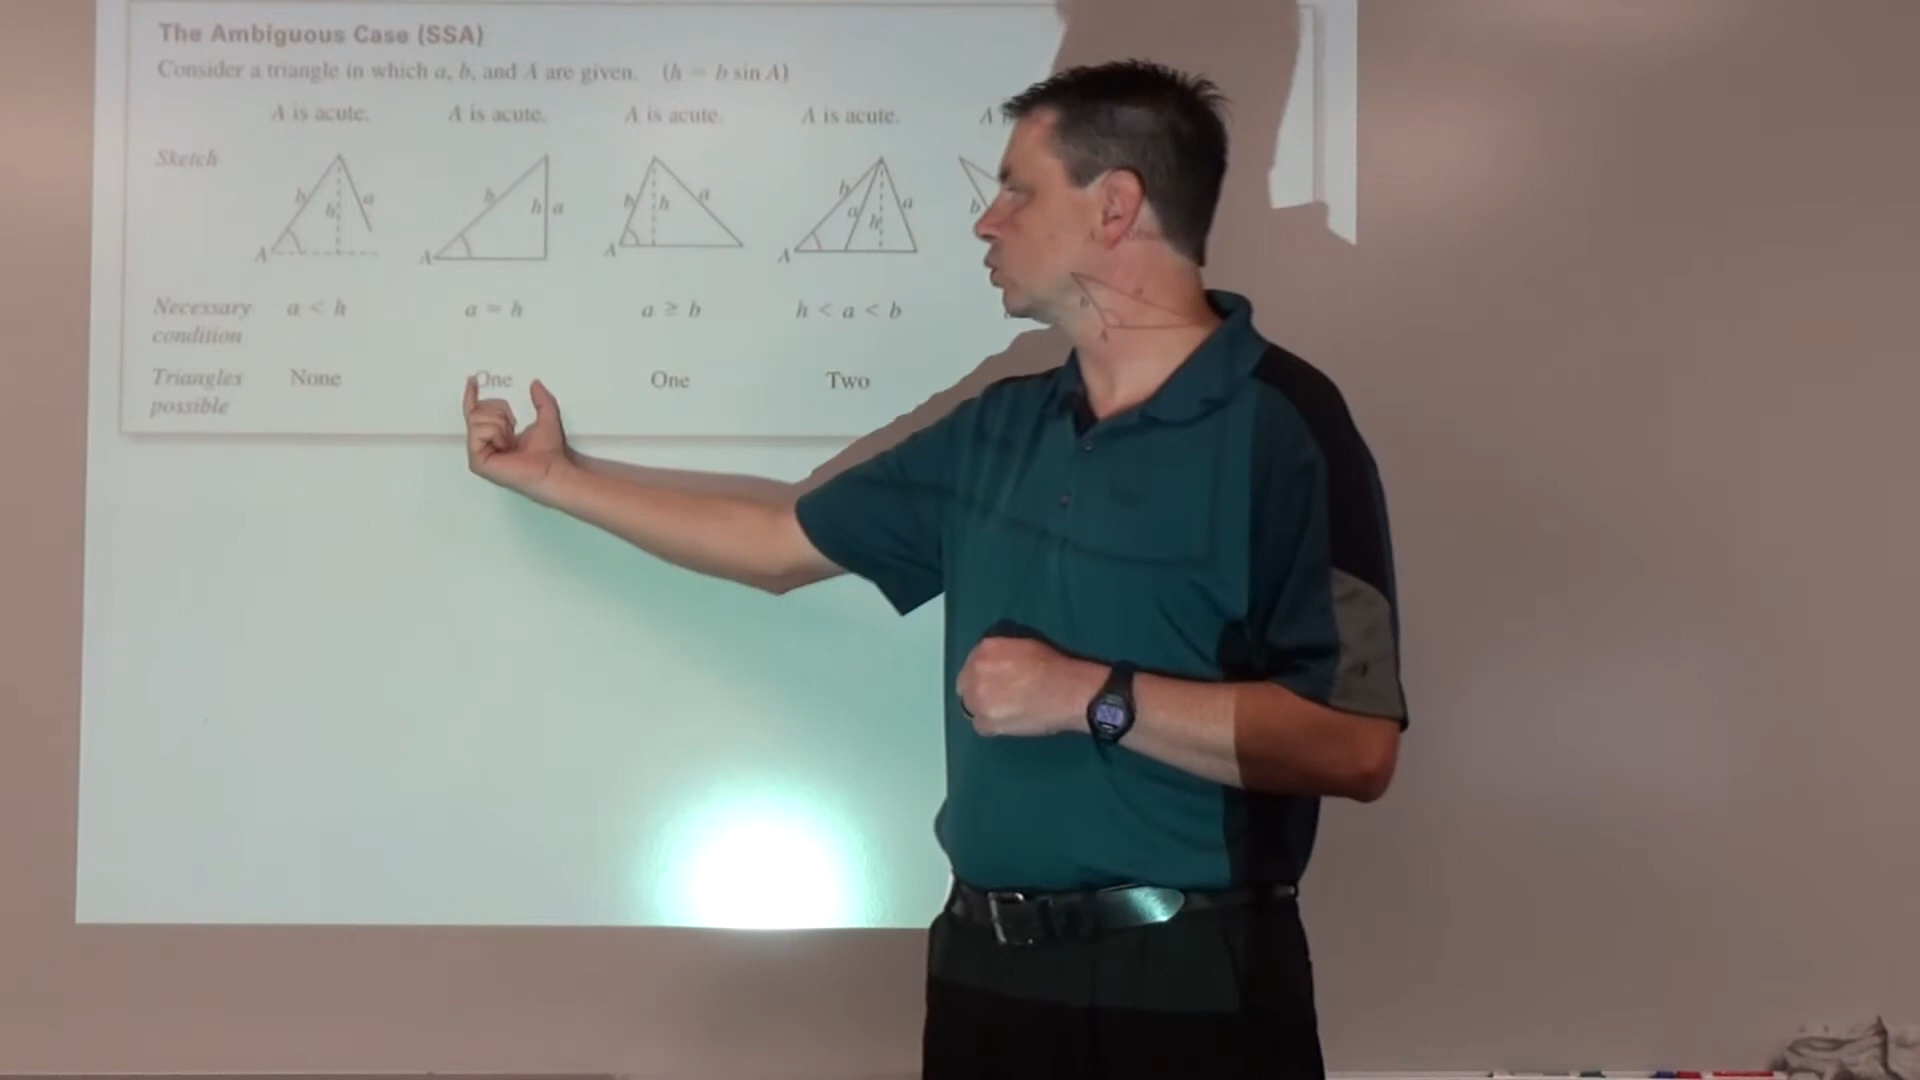 The Ambiguous Case (SSA)
Consider a triangle in which a, b, and A are given. (h = b sin A)
A is acute. A is acute. A is acute. A is acute. A
Sketch
b h a A
b h a A
b h a A
b a h a A
b
Necessary condition a < h a = h a ≥ b h < a < b
Triangles possible None One One Two